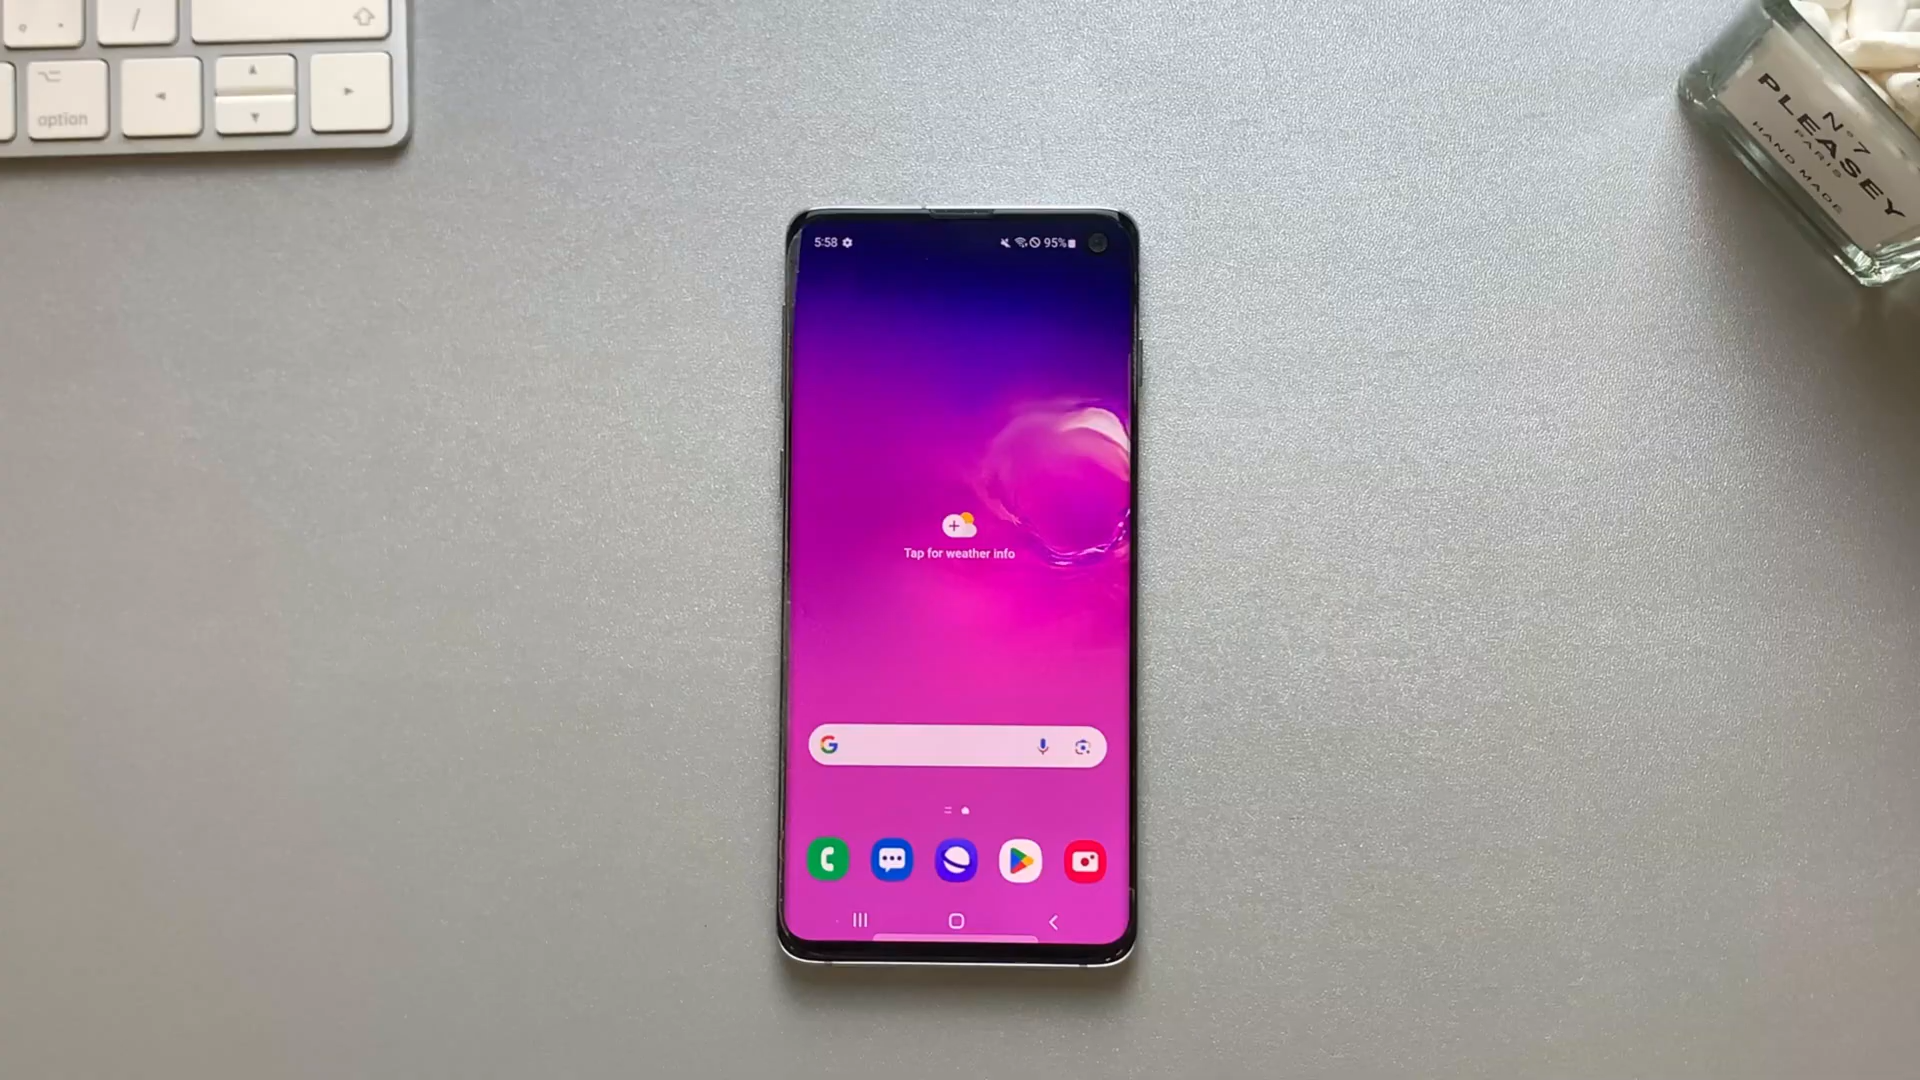 /
option
5:58
95%
Tap for weather info
G
N° 7
PLEASEY
PARIS
HAND MADE